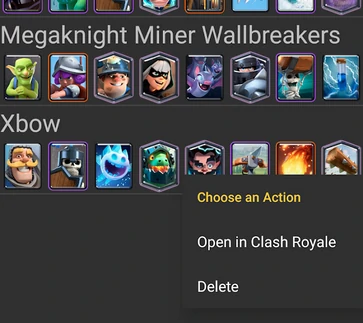 Megaknight Miner Wallbreakers
Xbow
Choose an Action
Open in Clash Royale
Delete